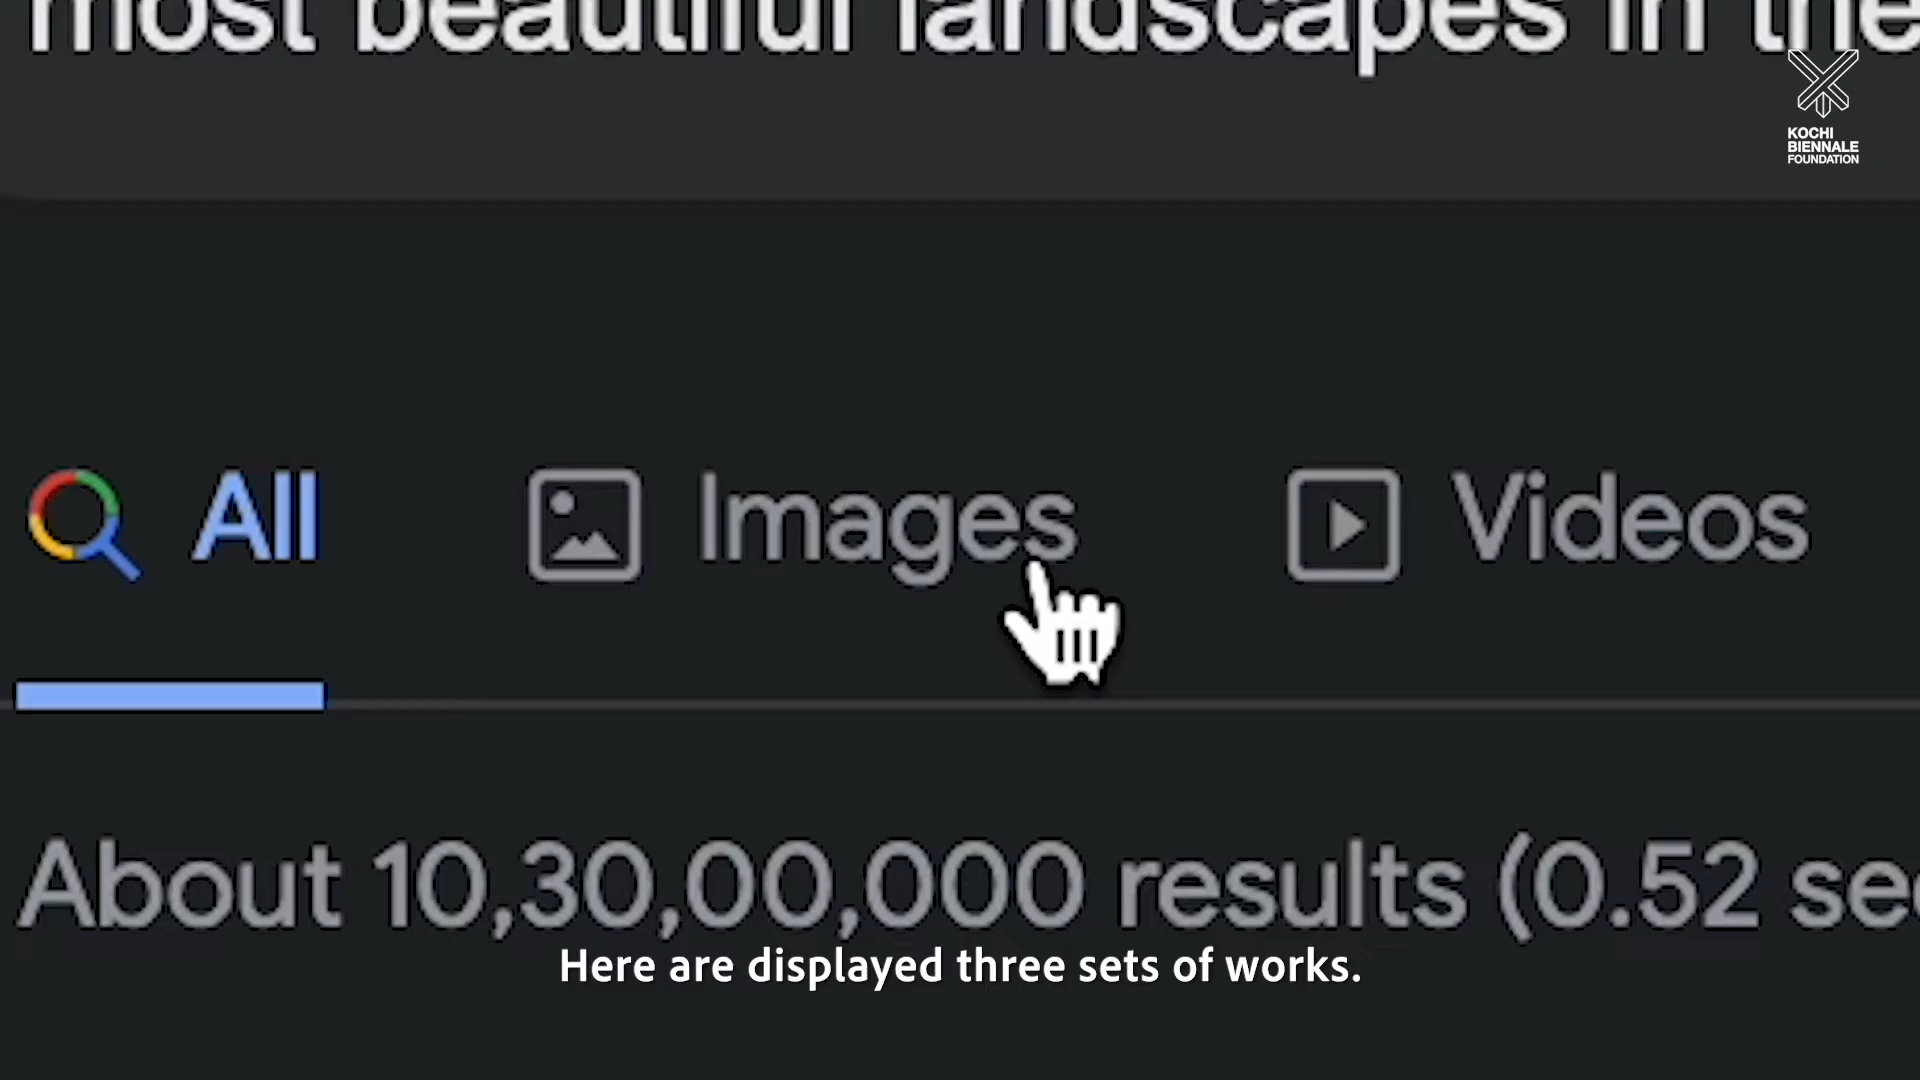 most beautiful landscapes in the
KOCHI
BIENNALE
FOUNDATION
All Images Videos
About 10,30,00,000 results (0.52 se
Here are displayed three sets of works.